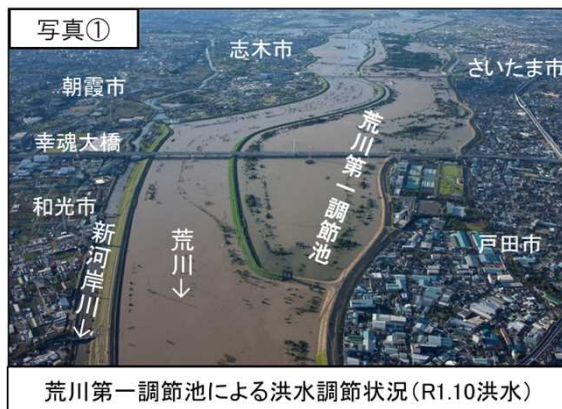 写真①
志木市
さいたま市
朝霞市
幸魂大橋
荒川第一調節池
和光市
新河岸川↓
荒川↓
戸田市
荒川第一調節池による洪水調節状況(R1.10洪水)